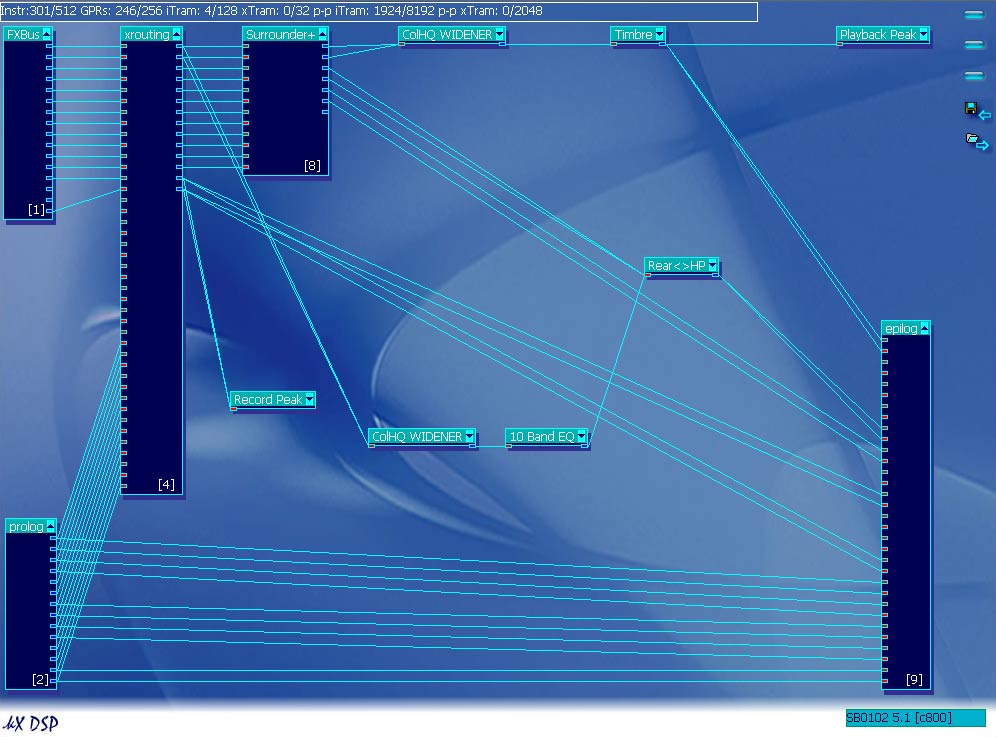 Instr:301/512 GPRs: 246/256 iTram: 4/128 xTram: 0/32 p-p iTram: 1924/8192 p-p xTram: 0/2048
FXBus
xrouting
Surrounder+
ColHQ WIDENER
Timbre
Playback Peak
[8]
[1]
Rear<>HP
epilog
Record Peak
ColHQ WIDENER
10 Band EQ
[4]
prolog
[2]
[9]
kX DSP
SB0102 5.1 [c800]